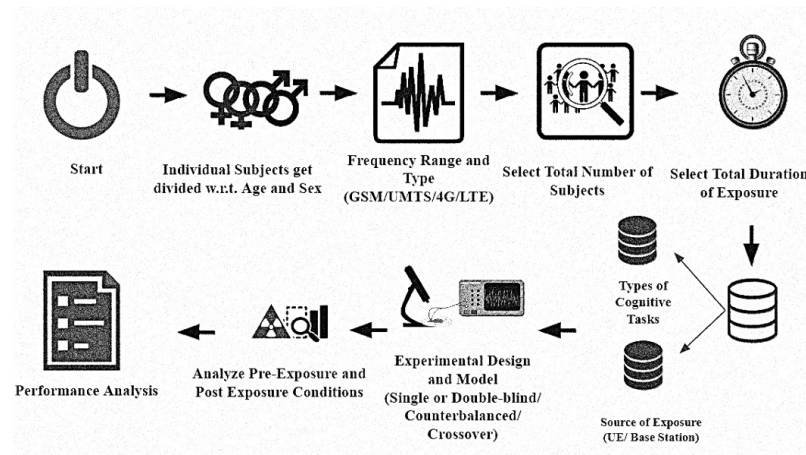 Start
Individual Subjects get
divided w.r.t. Age and Sex
Frequency Range and
Type
(GSM/UMTS/4G/LTE)
Select Total Number of
Subjects
Select Total Duration
of Exposure
Types of
Cognitive
Tasks
Source of Exposure
(UE/ Base Station)
Experimental Design
and Model
(Single or Double-blind/
Counterbalanced/
Crossover)
Analyze Pre-Exposure and
Post Exposure Conditions
Performance Analysis